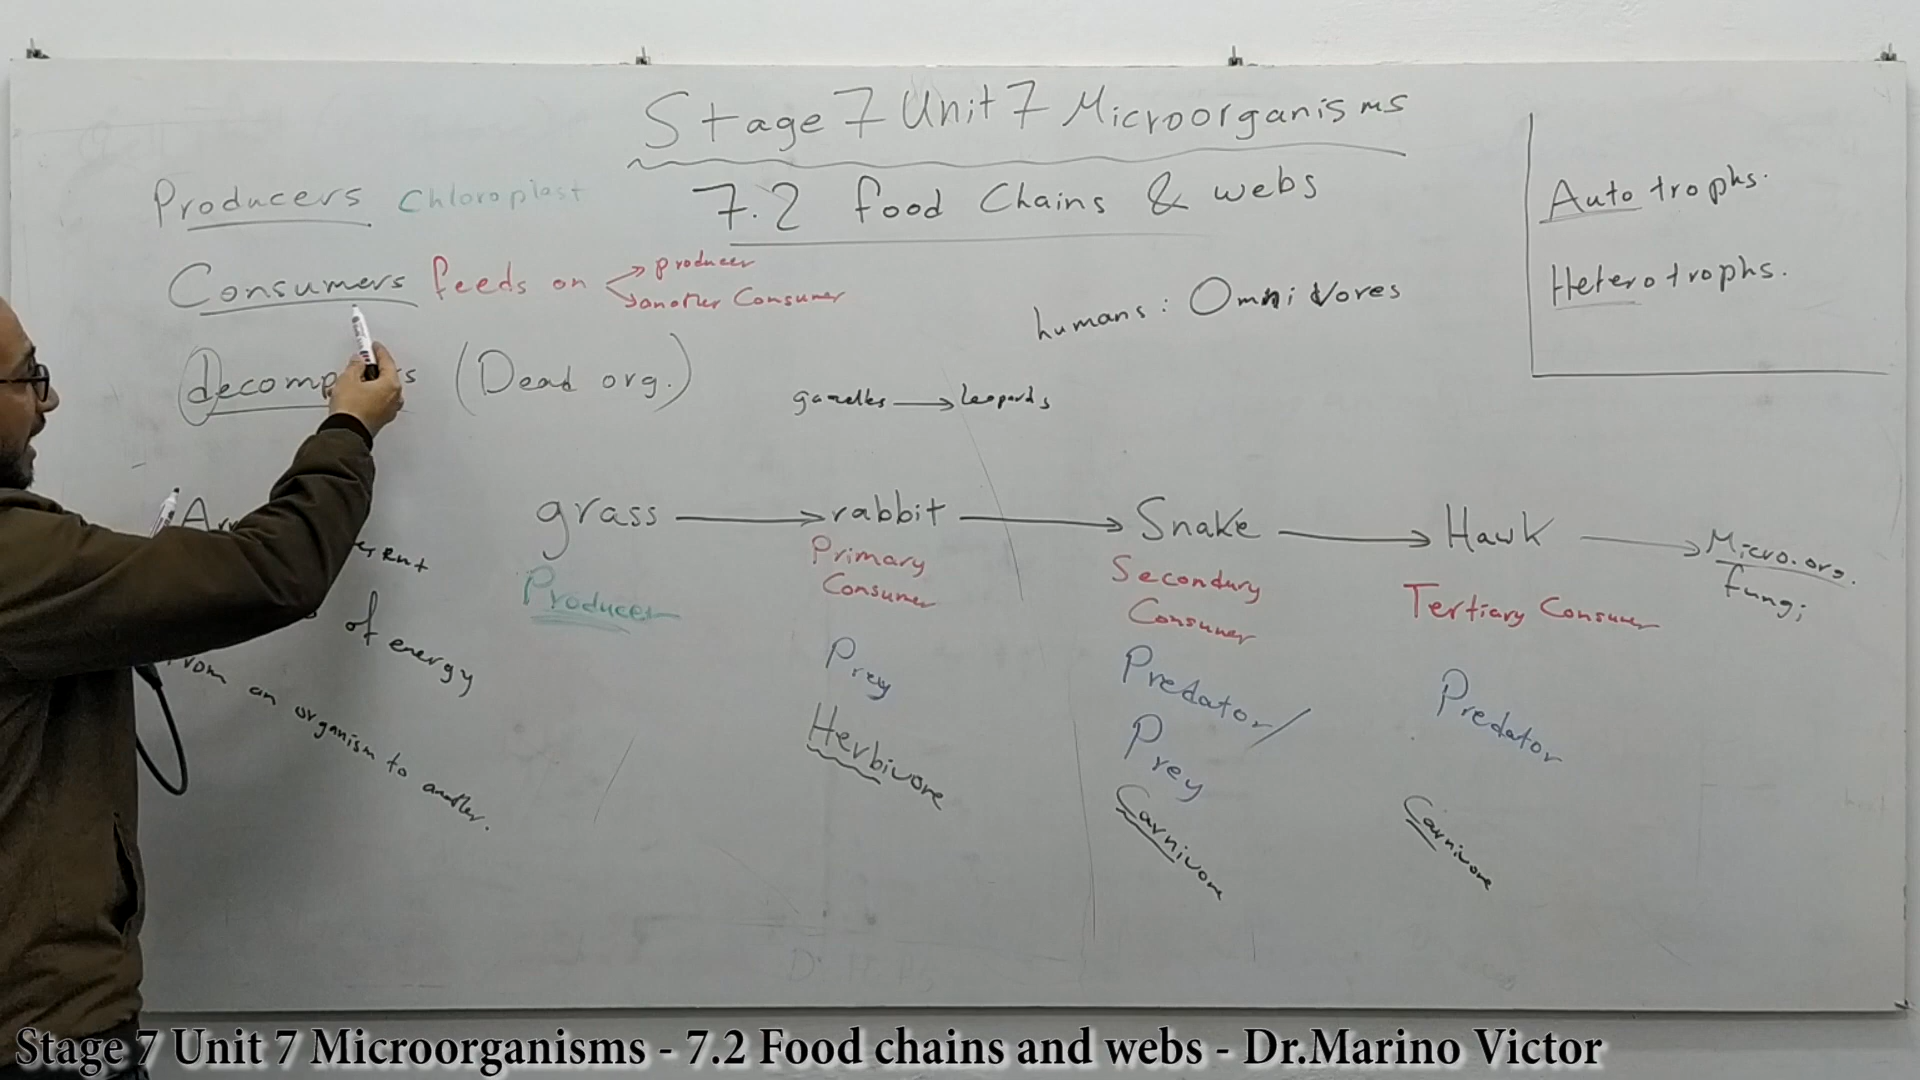 Stage 7 Unit 7 Microorganisms
7.2 food Chains & webs
Producers Chloroplast
Consumers feeds on
producer
another Consumer
(Dead org.)
humans: Omnivores
gazelles → leopards
Auto trophs.
Heterotrophs.
grass → rabbit → Snake → Hawk → Micro.org.
fungi
Producer
Primary
Consumer
Prey
Herbivore
Secondary
Consumer
Predator/
Prey
Carnivore
Tertiary Consumer
Predator
Carnivore
of energy
from an organism to another.
Stage 7 Unit 7 Microorganisms - 7.2 Food chains and webs - Dr.Marino Victor